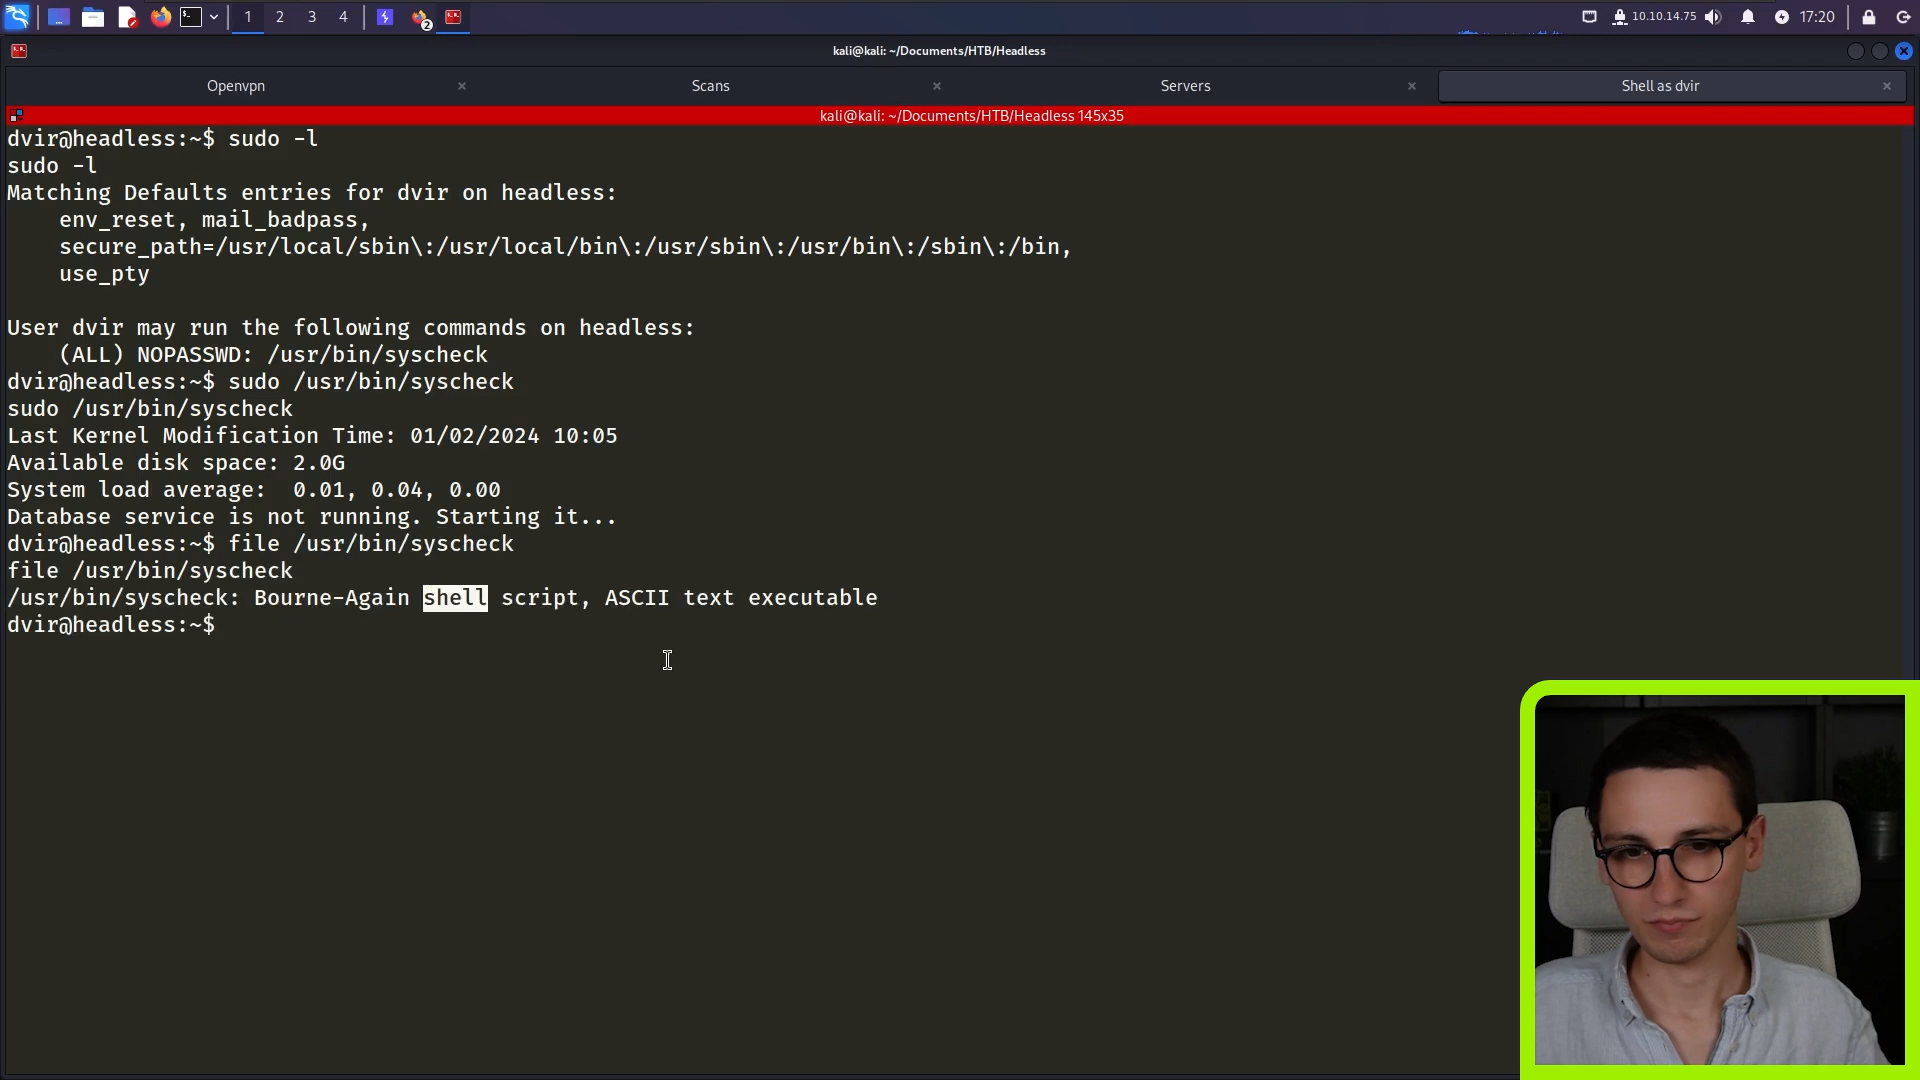 1 2 3 4
2
10.10.14.75
17:20
kali@kali: ~/Documents/HTB/Headless
Openvpn
Scans
Servers
Shell as dvir
kali@kali: ~/Documents/HTB/Headless 145x35
dvir@headless:~$ sudo -l
sudo -l
Matching Defaults entries for dvir on headless:
    env_reset, mail_badpass,
    secure_path=/usr/local/sbin\:/usr/local/bin\:/usr/sbin\:/usr/bin\:/sbin\:/bin,
    use_pty
User dvir may run the following commands on headless:
    (ALL) NOPASSWD: /usr/bin/syscheck
dvir@headless:~$ sudo /usr/bin/syscheck
sudo /usr/bin/syscheck
Last Kernel Modification Time: 01/02/2024 10:05
Available disk space: 2.0G
System load average:  0.01, 0.04, 0.00
Database service is not running. Starting it...
dvir@headless:~$ file /usr/bin/syscheck
file /usr/bin/syscheck
/usr/bin/syscheck: Bourne-Again shell script, ASCII text executable
dvir@headless:~$